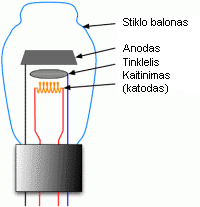 Stiklo balonas
Anodas
Tinklelis
Kaitinimas
(katodas)